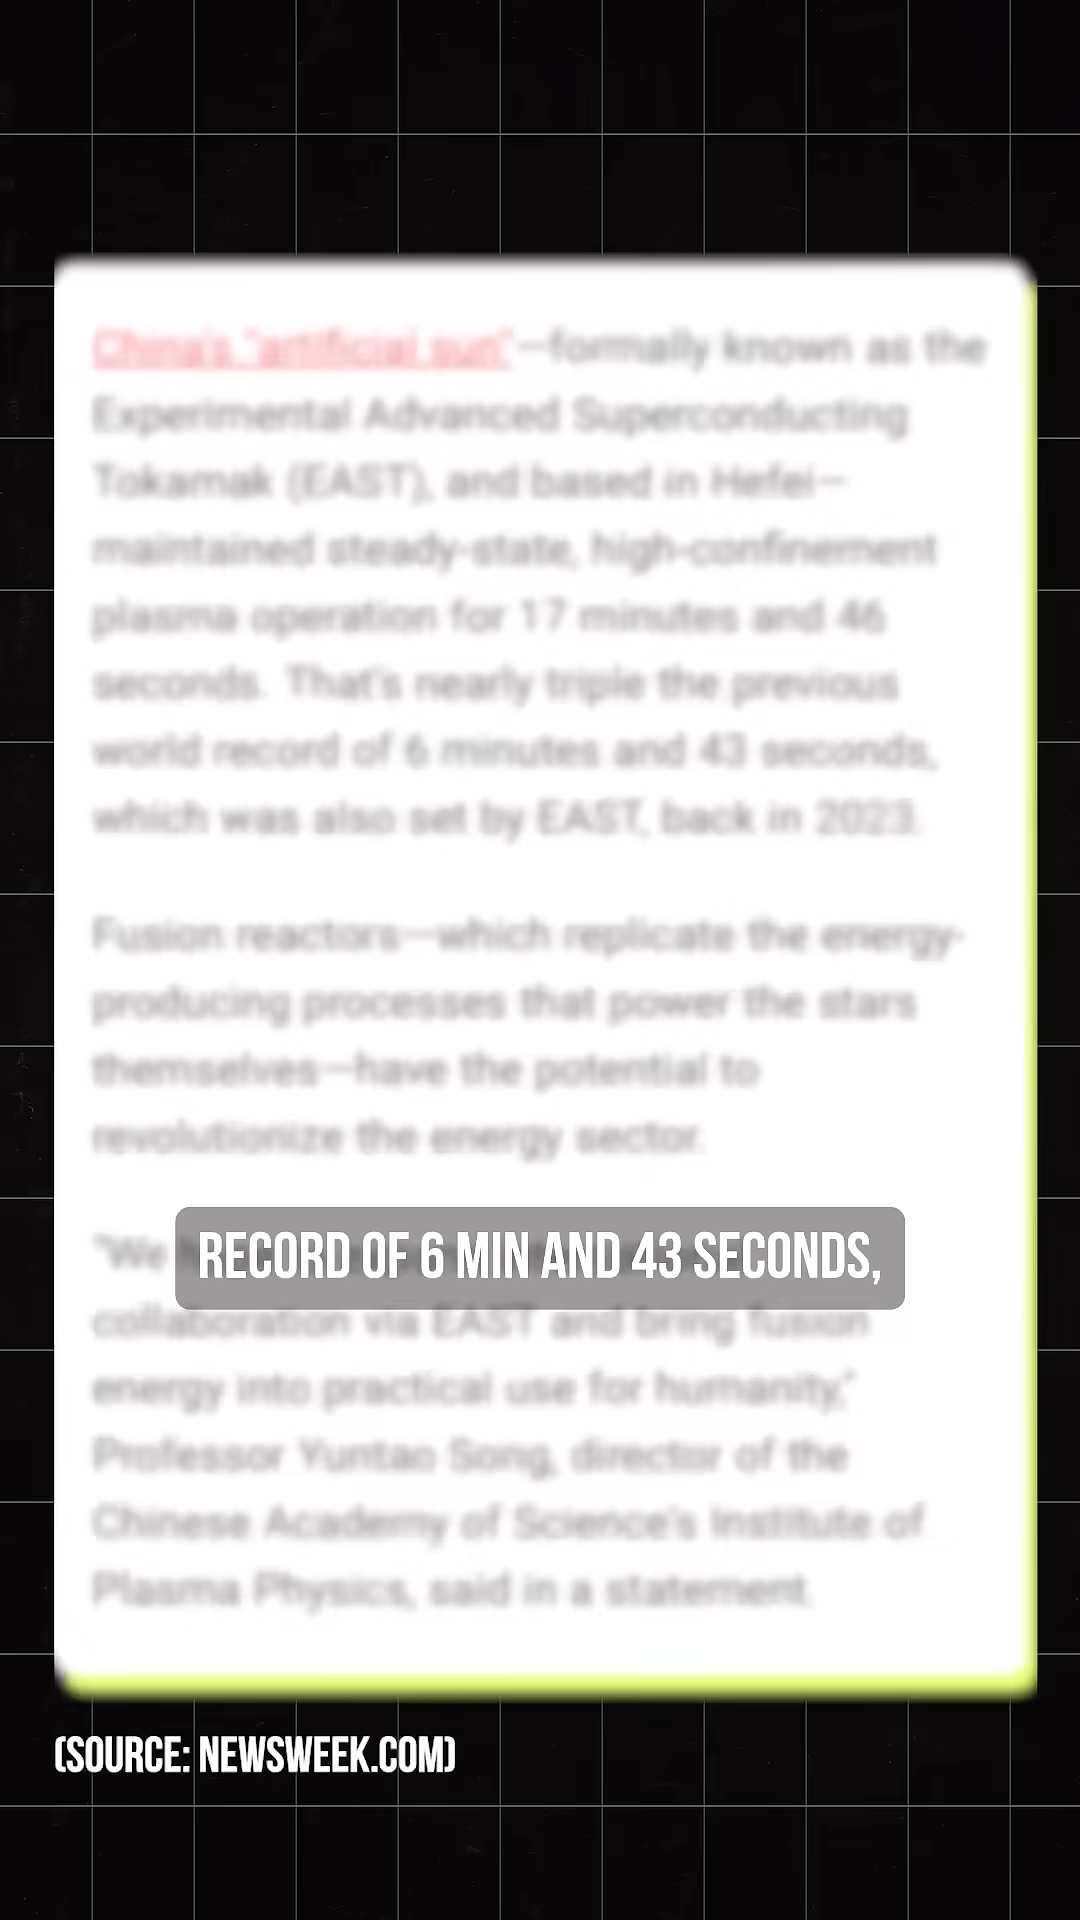 China's "artificial sun"—formally known as the
Experimental Advanced Superconducting
Tokamak (EAST), and based in Hefei—
maintained steady-state, high-confinement
plasma operation for 17 minutes and 46
seconds. That's nearly triple the previous
world record of 6 minutes and 43 seconds,
which was also set by EAST, back in 2023.
Fusion reactors—which replicate the energy-
producing processes that power the stars
themselves—have the potential to
revolutionize the energy sector.
"We
RECORD OF 6 MIN AND 43 SECONDS,
collaboration via EAST and bring fusion
energy into practical use for humanity,"
Professor Yuntao Song, director of the
Chinese Academy of Science's Institute of
Plasma Physics, said in a statement.
(SOURCE: NEWSWEEK.COM)